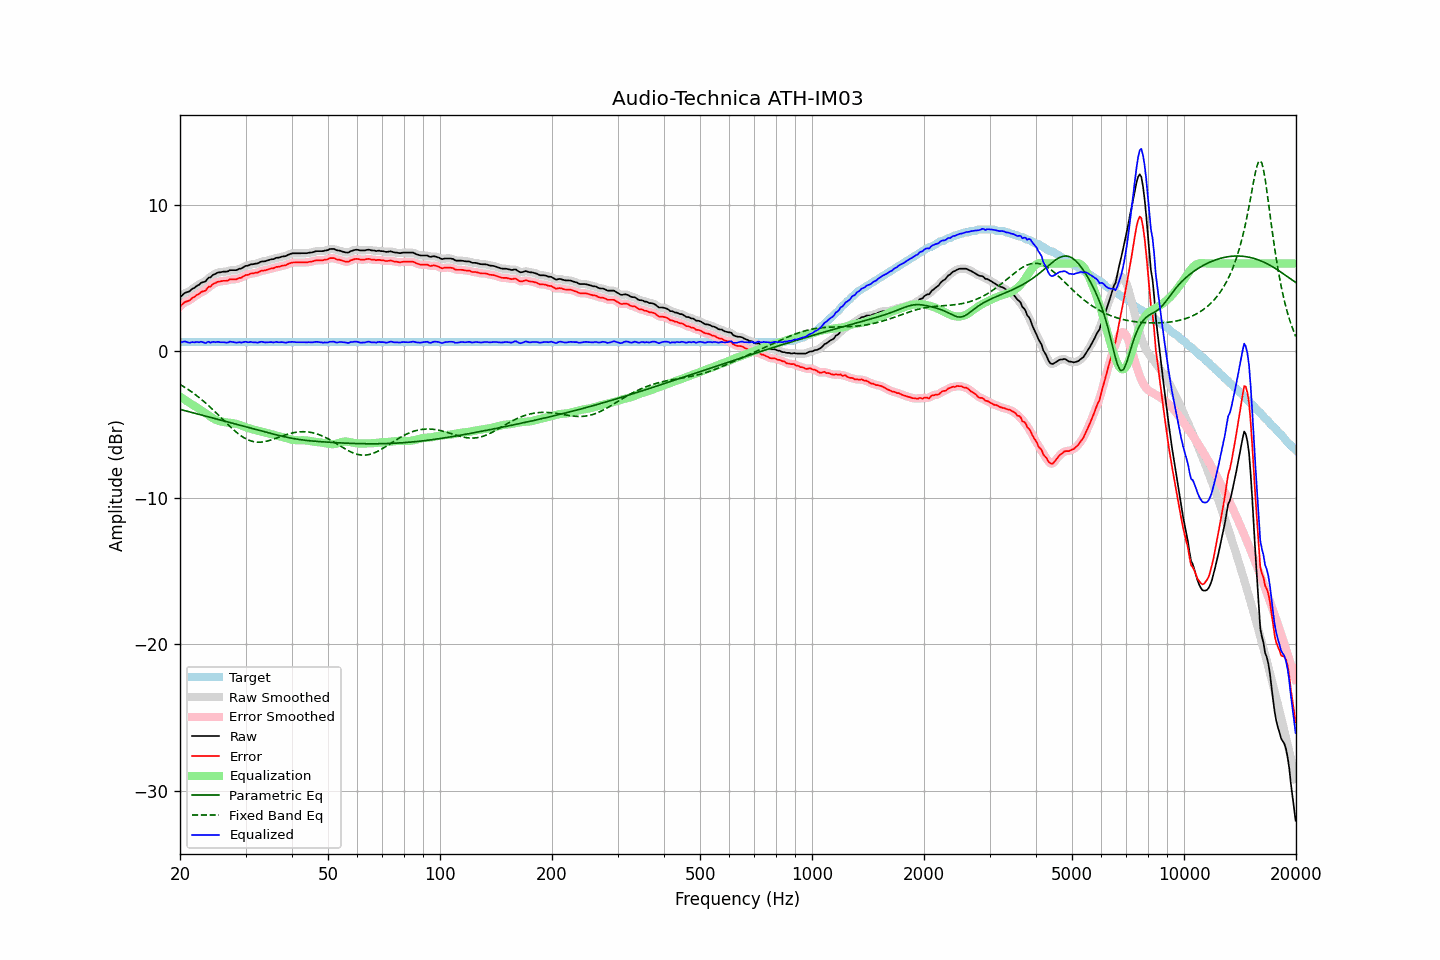 Audio-Technica ATH-IM03
Amplitude (dBr)
10
0
−10
−20
−30
Target
Raw Smoothed
Error Smoothed
Raw
Error
Equalization
Parametric Eq
Fixed Band Eq
Equalized
20 50 100 200 500 1000 2000 5000 10000 20000
Frequency (Hz)